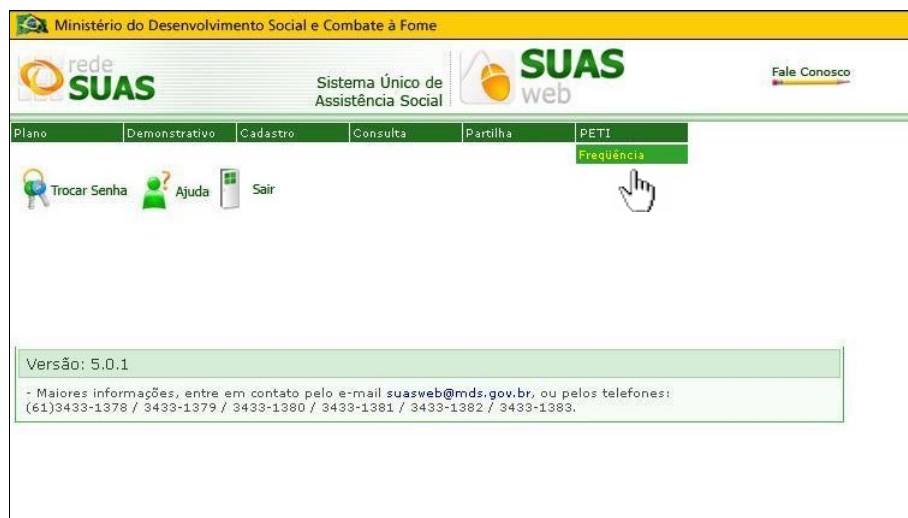 Ministério do Desenvolvimento Social e Combate à Fome
rede
SUAS
Sistema Único de
Assistência Social
SUAS
web
Fale Conosco
Plano Demonstrativo Cadastro Consulta Partilha PETI
Freqüência
Trocar Senha Ajuda Sair
Versão: 5.0.1
- Maiores informações, entre em contato pelo e-mail suasweb@mds.gov.br, ou pelos telefones:
(61)3433-1378 / 3433-1379 / 3433-1380 / 3433-1381 / 3433-1382 / 3433-1383.